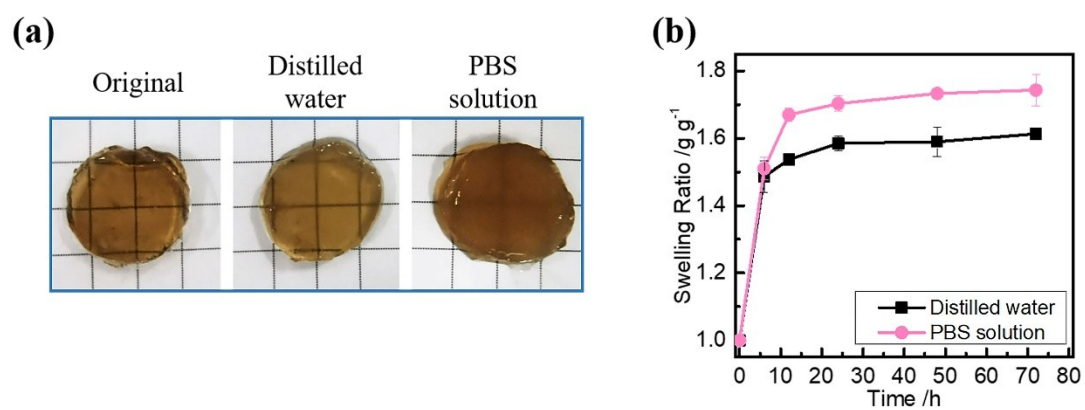 (a)
Original
Distilled
water
PBS
solution
(b)
Swelling Ratio /g g⁻¹
1.8
1.6
1.4
1.2
1.0
Distilled water
PBS solution
0 10 20 30 40 50 60 70 80
Time /h